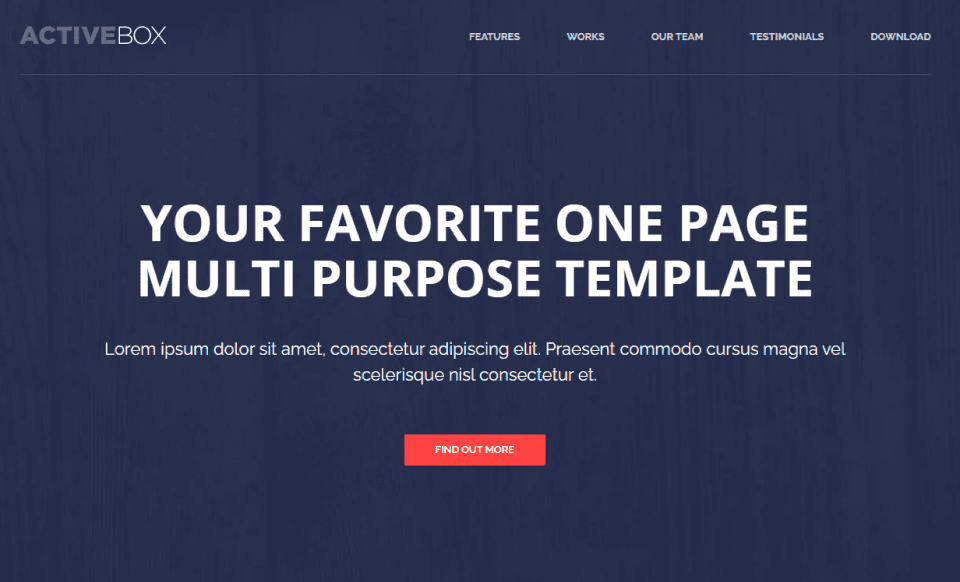 ACTIVEBOX
FEATURES WORKS OUR TEAM TESTIMONIALS DOWNLOAD
YOUR FAVORITE ONE PAGE
MULTI PURPOSE TEMPLATE
Lorem ipsum dolor sit amet, consectetur adipiscing elit. Praesent commodo cursus magna vel
scelerisque nisl consectetur et.
FIND OUT MORE